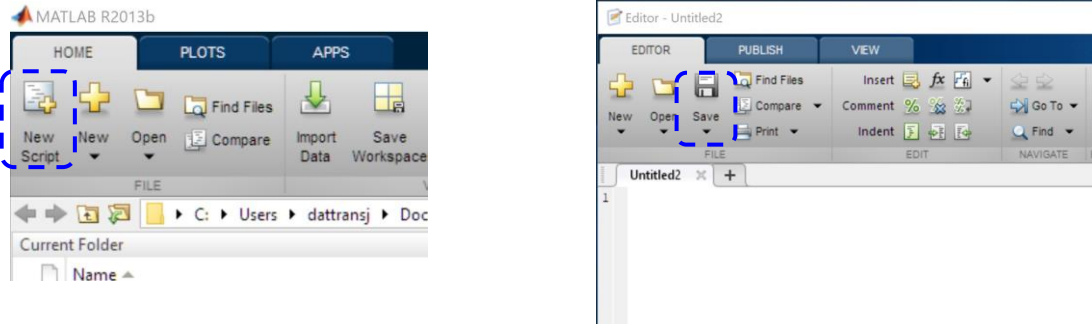 MATLAB R2013b
HOME PLOTS APPS
Find Files
New Script New Open Compare Import Data Save Workspace
FILE V
C: Users dattransj Doc
Current Folder
Name
Editor - Untitled2
EDITOR PUBLISH VIEW
Find Files Insert fx
New Open Save Compare Comment % Go To
Print Indent Find
FILE EDIT NAVIGATE
Untitled2 +
1